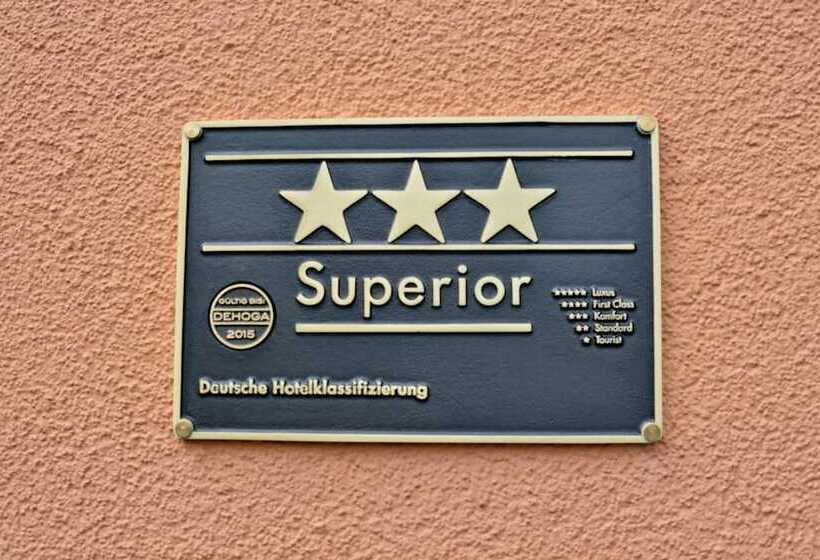 Superior
GÜLTIG BIS:
DEHOGA
2015
***** Luxus
**** First Class
*** Komfort
** Standard
* Tourist
Deutsche Hotelklassifizierung